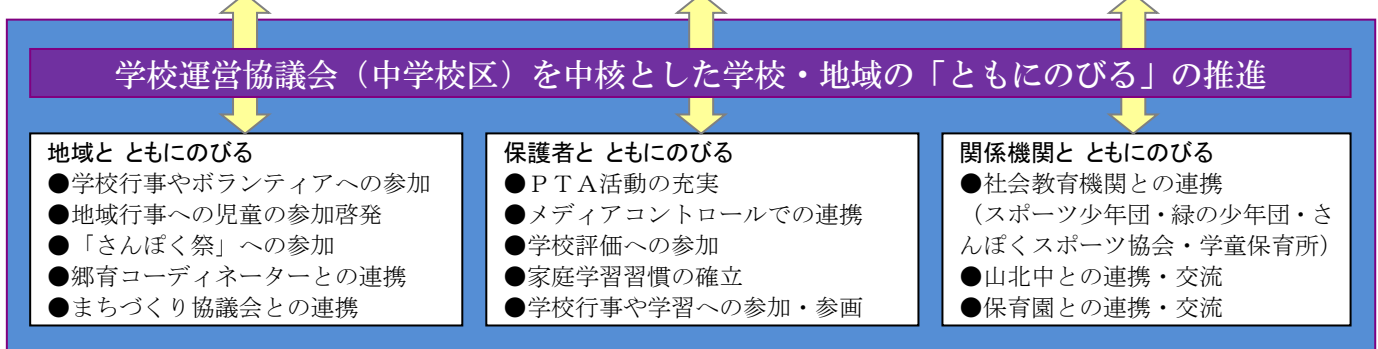 学校運営協議会（中学校区）を中核とした学校・地域の「ともにのびる」の推進
地域と ともにのびる
●学校行事やボランティアへの参加
●地域行事への児童の参加啓発
●「さんぽく祭」への参加
●郷育コーディネーターとの連携
●まちづくり協議会との連携
保護者と ともにのびる
●ＰＴＡ活動の充実
●メディアコントロールでの連携
●学校評価への参加
●家庭学習習慣の確立
●学校行事や学習への参加・参画
関係機関と ともにのびる
●社会教育機関との連携
（スポーツ少年団・緑の少年団・さ
んぽくスポーツ協会・学童保育所）
●山北中との連携・交流
●保育園との連携・交流